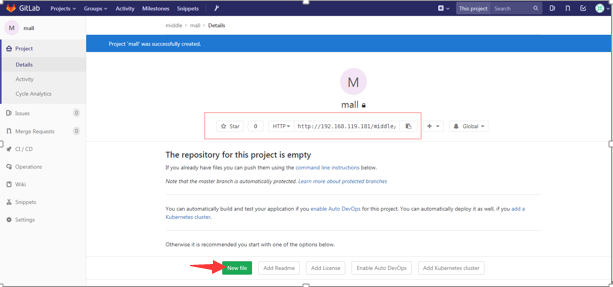 GitLab Projects Groups Activity Milestones Snippets This project Search
M mall
middle > mall > Details
Project 'mall' was successfully created.
Project
Details
Activity
Cycle Analytics
Issues 0
Merge Requests 0
CI / CD
Operations
Wiki
Snippets
Settings
M
mall
Star 0 HTTP http://192.168.119.181/middle, + Global
The repository for this project is empty
If you already have files you can push them using the command line instructions below.
Note that the master branch is automatically protected. Learn more about protected branches
You can automatically build and test your application if you enable Auto DevOps for this project. You can automatically deploy it as well, if you add a
Kubernetes cluster.
Otherwise it is recommended you start with one of the options below.
New file Add Readme Add License Enable Auto DevOps Add Kubernetes cluster